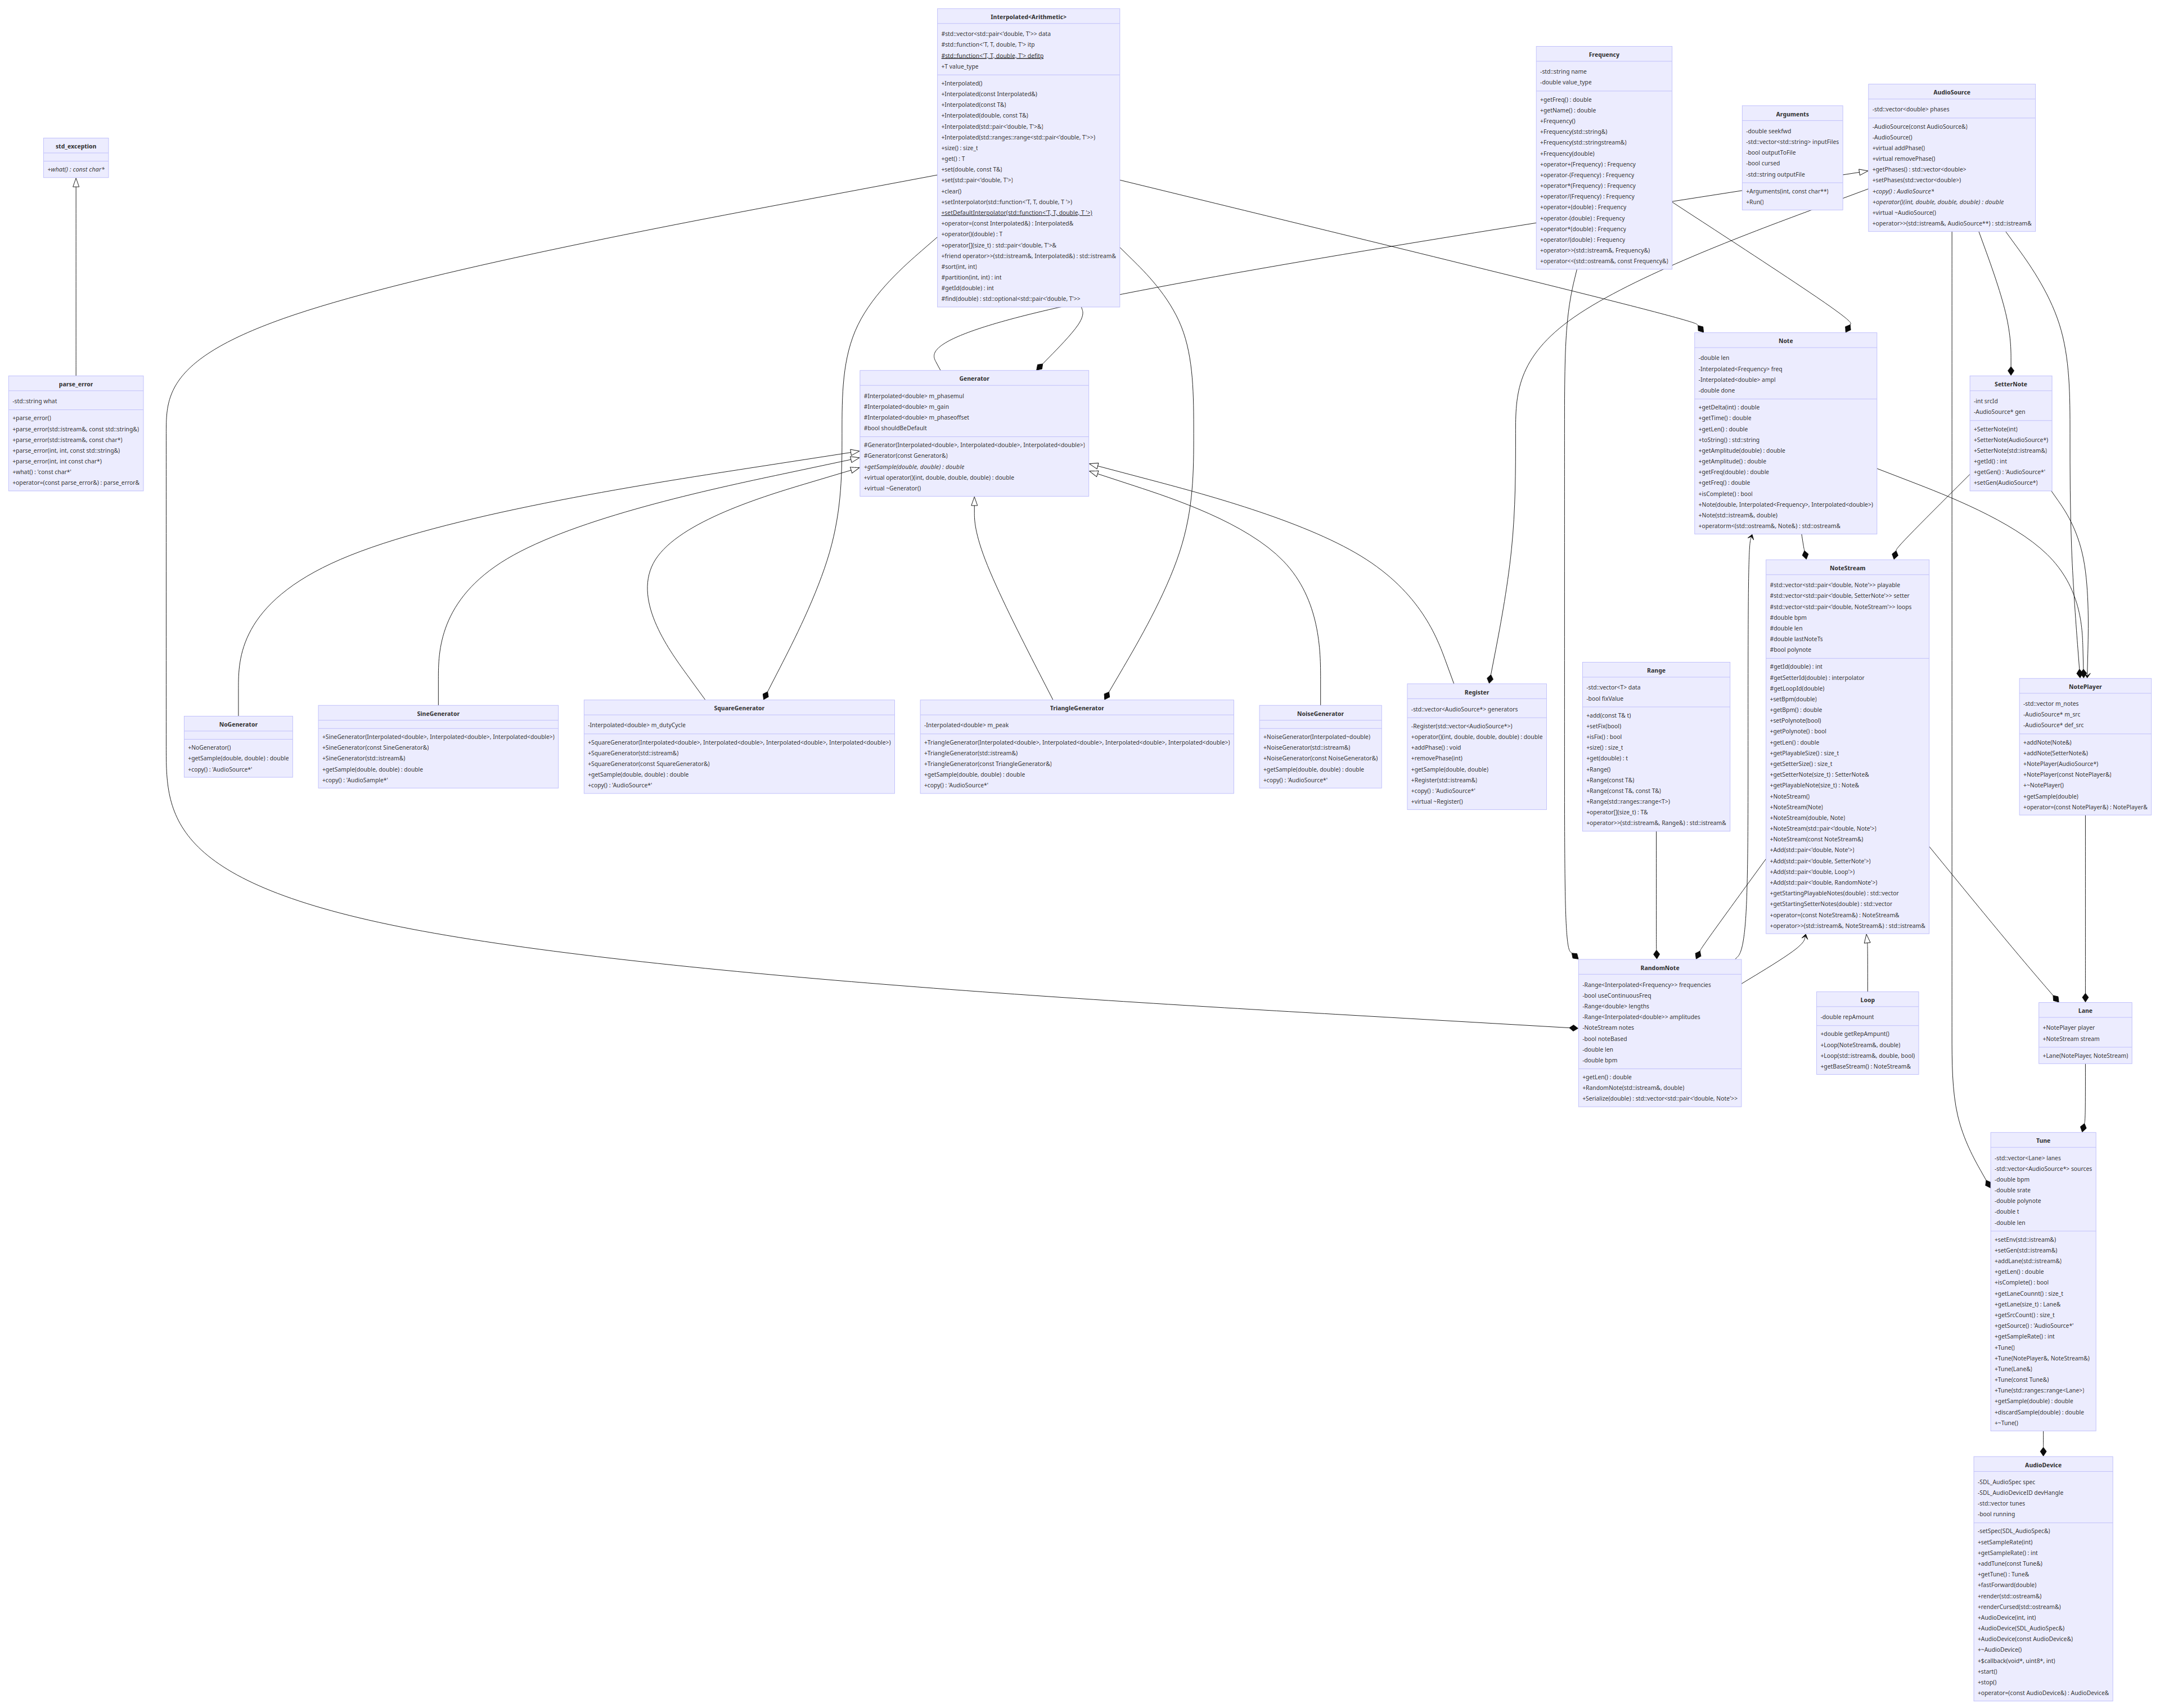 Interpolated<Arithmetic>
#std::vector<std::pair<'double, T'>> data
#std::function<'T, T, double, T'> itp
#std::function<'T, T, double, T'> defitp
+T value_type
+Interpolated()
+Interpolated(const Interpolated&)
+Interpolated(const T&)
+Interpolated(double, const T&)
+Interpolated(std::pair<'double, T'>&)
+Interpolated(std::ranges::range<std::pair<'double, T'>>)
+size() : size_t
+get() : T
+set(double, const T&)
+set(std::pair<'double, T'>)
+clear()
+setInterpolator(std::function<'T, T, double, T '>)
+setDefaultInterpolator(std::function<'T, T, double, T '>)
+operator=(const Interpolated&) : Interpolated&
+operator()(double) : T
+operator[](size_t) : std::pair<'double, T'>&
+friend operator>>(std::istream&, Interpolated&) : std::istream&
#sort(int, int)
#partition(int, int) : int
#getId(double) : int
#find(double) : std::optional<std::pair<'double, T'>>
Frequency
-std::string name
-double value_type
+getFreq() : double
+getName() : double
+Frequency()
+Frequency(std::string&)
+Frequency(std::stringstream&)
+Frequency(double)
+operator+(Frequency) : Frequency
+operator-(Frequency) : Frequency
+operator*(Frequency) : Frequency
+operator/(Frequency) : Frequency
+operator+(double) : Frequency
+operator-(double) : Frequency
+operator*(double) : Frequency
+operator/(double) : Frequency
+operator>>(std::istream&, Frequency&)
+operator<<(std::ostream&, const Frequency&)
Arguments
-double seekfwd
-std::vector<std::string> inputFiles
-bool outputToFile
-bool cursed
-std::string outputFile
+Arguments(int, const char**)
+Run()
AudioSource
-std::vector<double> phases
-AudioSource(const AudioSource&)
-AudioSource()
+virtual addPhase()
+virtual removePhase()
+getPhases() : std::vector<double>
+setPhases(std::vector<double>)
+copy() : AudioSource*
+operator()(int, double, double, double) : double
+virtual ~AudioSource()
+operator>>(std::istream&, AudioSource**) : std::istream&
std_exception
+what() : const char*
parse_error
-std::string what
+parse_error()
+parse_error(std::istream&, const std::string&)
+parse_error(std::istream&, const char*)
+parse_error(int, int, const std::string&)
+parse_error(int, int const char*)
+what() : 'const char*'
+operator=(const parse_error&) : parse_error&
Generator
#Interpolated<double> m_phasemul
#Interpolated<double> m_gain
#Interpolated<double> m_phaseoffset
#bool shouldBeDefault
#Generator(Interpolated<double>, Interpolated<double>, Interpolated<double>)
#Generator(const Generator&)
+getSample(double, double) : double
+virtual operator()(int, double, double, double) : double
+virtual ~Generator()
Note
-double len
-Interpolated<Frequency> freq
-Interpolated<double> ampl
-double done
+getDelta(int) : double
+getTime() : double
+getLen() : double
+toString() : std::string
+getAmplitude(double) : double
+getAmplitude() : double
+getFreq(double) : double
+getFreq() : double
+isComplete() : bool
+Note(double, Interpolated<Frequency>, Interpolated<double>)
+Note(std::istream&, double)
+operatorm<(std::ostream&, Note&) : std::ostream&
SetterNote
-int srcId
-AudioSource* gen
+SetterNote(int)
+SetterNote(AudioSource*)
+SetterNote(std::istream&)
+getId() : int
+getGen() : 'AudioSource*'
+setGen(AudioSource*)
NoteStream
#std::vector<std::pair<'double, Note'>> playable
#std::vector<std::pair<'double, SetterNote'>> setter
#std::vector<std::pair<'double, NoteStream'>> loops
#double bpm
#double len
#double lastNoteTs
#bool polynote
#getId(double) : int
#getSetterId(double) : interpolator
#getLoopId(double)
+setBpm(double)
+getBpm() : double
+setPolynote(bool)
+getPolynote() : bool
+getLen() : double
+getPlayableSize() : size_t
+getSetterSize() : size_t
+getSetterNote(size_t) : SetterNote&
+getPlayableNote(size_t) : Note&
+NoteStream()
+NoteStream(Note)
+NoteStream(double, Note)
+NoteStream(std::pair<'double, Note'>)
+NoteStream(const NoteStream&)
+Add(std::pair<'double, Note'>)
+Add(std::pair<'double, SetterNote'>)
+Add(std::pair<'double, Loop'>)
+Add(std::pair<'double, RandomNote'>)
+getStartingPlayableNotes(double) : std::vector
+getStartingSetterNotes(double) : std::vector
+operator=(const NoteStream&) : NoteStream&
+operator>>(std::istream&, NoteStream&) : std::istream&
NoGenerator
+NoGenerator()
+getSample(double, double) : double
+copy() : 'AudioSource*'
SineGenerator
+SineGenerator(Interpolated<double>, Interpolated<double>, Interpolated<double>)
+SineGenerator(const SineGenerator&)
+SineGenerator(std::istream&)
+getSample(double, double) : double
+copy() : 'AudioSample*'
SquareGenerator
-Interpolated<double> m_dutyCycle
+SquareGenerator(Interpolated<double>, Interpolated<double>, Interpolated<double>, Interpolated<double>)
+SquareGenerator(std::istream&)
+SquareGenerator(const SquareGenerator&)
+getSample(double, double) : double
+copy() : 'AudioSource*'
TriangleGenerator
-Interpolated<double> m_peak
+TriangleGenerator(Interpolated<double>, Interpolated<double>, Interpolated<double>, Interpolated<double>)
+TriangleGenerator(std::istream&)
+TriangleGenerator(const TriangleGenerator&)
+getSample(double, double) : double
+copy() : 'AudioSource*'
NoiseGenerator
+NoiseGenerator(Interpolated~double)
+NoiseGenerator(std::istream&)
+NoiseGenerator(const NoiseGenerator&)
+getSample(double, double) : double
+copy() : 'AudioSource*'
Register
-std::vector<AudioSource*> generators
-Register(std::vector<AudioSource*>)
+operator()(int, double, double, double) : double
+addPhase() : void
+removePhase(int)
+getSample(double, double)
+Register(std::istream&)
+copy() : 'AudioSource*'
+virtual ~Register()
Range
-std::vector<T> data
-bool fixValue
+add(const T& t)
+setFix(bool)
+isFix() : bool
+size() : size_t
+get(double) : t
+Range()
+Range(const T&)
+Range(const T&, const T&)
+Range(std::ranges::range<T>)
+operator[](size_t) : T&
+operator>>(std::istream&, Range&) : std::istream&
NotePlayer
-std::vector m_notes
-AudioSource* m_src
-AudioSource* def_src
+addNote(Note&)
+addNote(SetterNote&)
+NotePlayer(AudioSource*)
+NotePlayer(const NotePlayer&)
+~NotePlayer()
+getSample(double)
+operator=(const NotePlayer&) : NotePlayer&
RandomNote
-Range<Interpolated<Frequency>> frequencies
-bool useContinuousFreq
-Range<double> lengths
-Range<Interpolated<double>> amplitudes
-NoteStream notes
-bool noteBased
-double len
-double bpm
+getLen() : double
+RandomNote(std::istream&, double)
+Serialize(double) : std::vector<std::pair<'double, Note'>>
Loop
-double repAmount
+double getRepAmpunt()
+Loop(NoteStream&, double)
+Loop(std::istream&, double, bool)
+getBaseStream() : NoteStream&
Lane
+NotePlayer player
+NoteStream stream
+Lane(NotePlayer, NoteStream)
Tune
-std::vector<Lane> lanes
-std::vector<AudioSource*> sources
-double bpm
-double srate
-double polynote
-double t
-double len
+setEnv(std::istream&)
+setGen(std::istream&)
+addLane(std::istream&)
+getLen() : double
+isComplete() : bool
+getLaneCounnt() : size_t
+getLane(size_t) : Lane&
+getSrcCount() : size_t
+getSource() : 'AudioSource*'
+getSampleRate() : int
+Tune()
+Tune(NotePlayer&, NoteStream&)
+Tune(Lane&)
+Tune(const Tune&)
+Tune(std::ranges::range<Lane>)
+getSample(double) : double
+discardSample(double) : double
+~Tune()
AudioDevice
-SDL_AudioSpec spec
-SDL_AudioDeviceID devHangle
-std::vector tunes
-bool running
-setSpec(SDL_AudioSpec&)
+setSampleRate(int)
+getSampleRate() : int
+addTune(const Tune&)
+getTune() : Tune&
+fastForward(double)
+render(std::ostream&)
+renderCursed(std::ostream&)
+AudioDevice(int, int)
+AudioDevice(SDL_AudioSpec&)
+AudioDevice(const AudioDevice&)
+~AudioDevice()
+$callback(void*, uint8*, int)
+start()
+stop()
+operator=(const AudioDevice&) : AudioDevice&